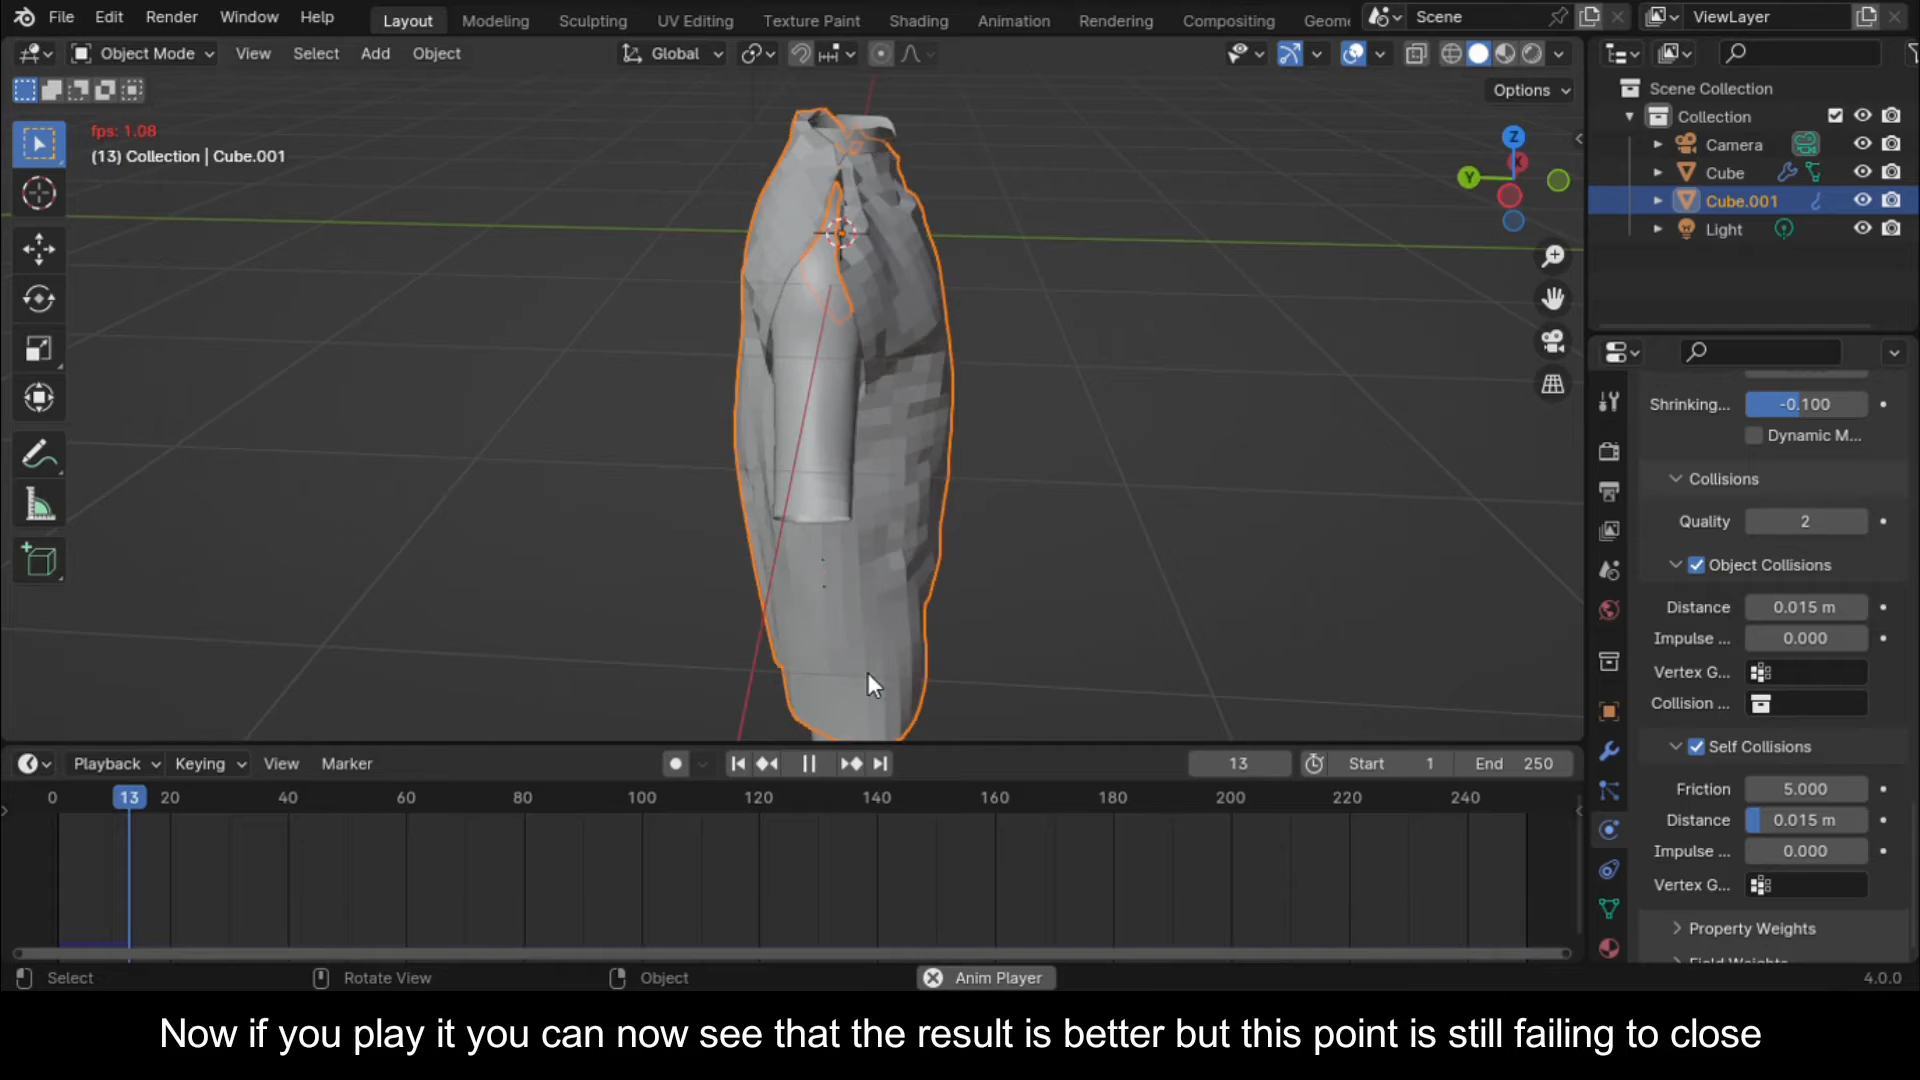 File Edit Render Window Help Layout Modeling Sculpting UV Editing Texture Paint Shading Animation Rendering Compositing Geome Scene ViewLayer
Object Mode View Select Add Object Global
Options
fps: 1.08
(13) Collection | Cube.001
Z
X
Y
Scene Collection
Collection
Camera
Cube
Cube.001
Light
Shrinking... -0.100
Dynamic M...
Collisions
Quality 2
Object Collisions
Distance 0.015 m
Impulse ... 0.000
Vertex G...
Collision ...
Self Collisions
Friction 5.000
Distance 0.015 m
Impulse ... 0.000
Vertex G...
Property Weights
Playback Keying View Marker 13 Start 1 End 250
0 13 20 40 60 80 100 120 140 160 180 200 220 240
Select Rotate View Object Anim Player 4.0.0
Now if you play it you can now see that the result is better but this point is still failing to close